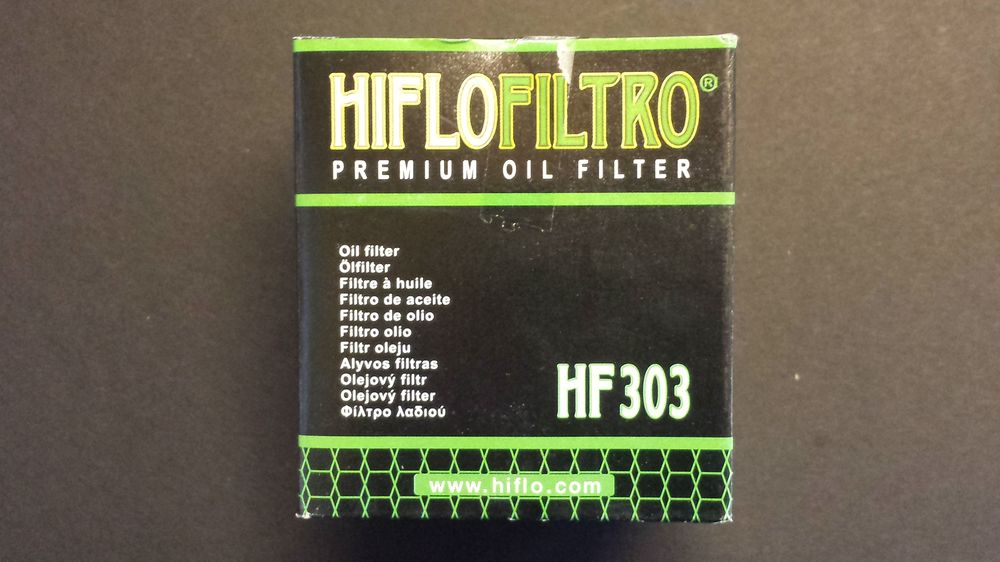 HIFLOFILTRO®
PREMIUM OIL FILTER
Oil filter
Ölfilter
Filtre à huile
Filtro de aceite
Filtro de olio
Filtro olio
Filtr oleju
Alyvos filtras
Olejový filtr
Olejový filter
Φίλτρο λαδιού
HF303
www.hiflo.com